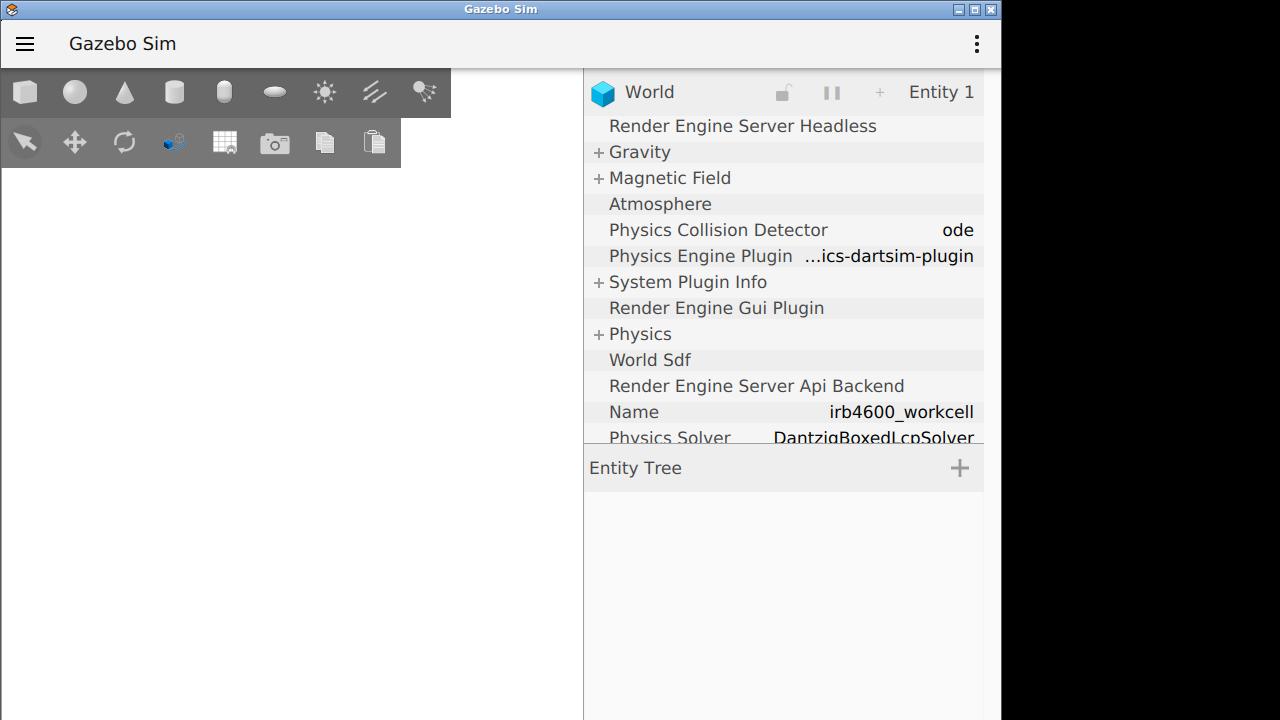 Gazebo Sim
Gazebo Sim
World Entity 1
Render Engine Server Headless
Gravity
Magnetic Field
Atmosphere
Physics Collision Detector ode
Physics Engine Plugin ...ics-dartsim-plugin
System Plugin Info
Render Engine Gui Plugin
Physics
World Sdf
Render Engine Server Api Backend
Name irb4600_workcell
Physics Solver DantzigBoxedLcpSolver
Entity Tree